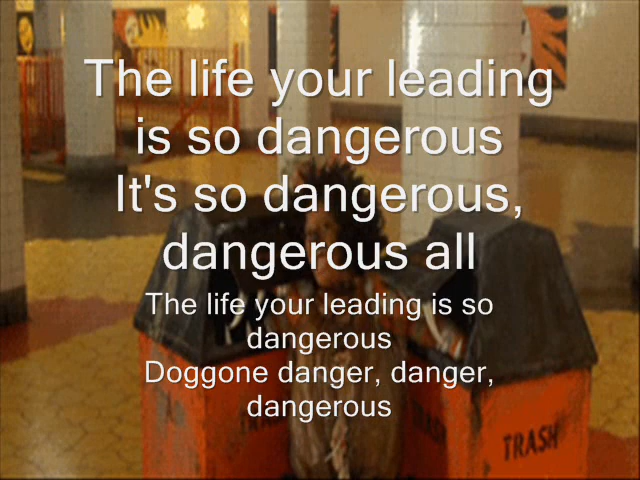 The life your leading
is so dangerous
It's so dangerous,
dangerous all
The life your leading is so
dangerous
Doggone danger, danger,
dangerous
TRASH